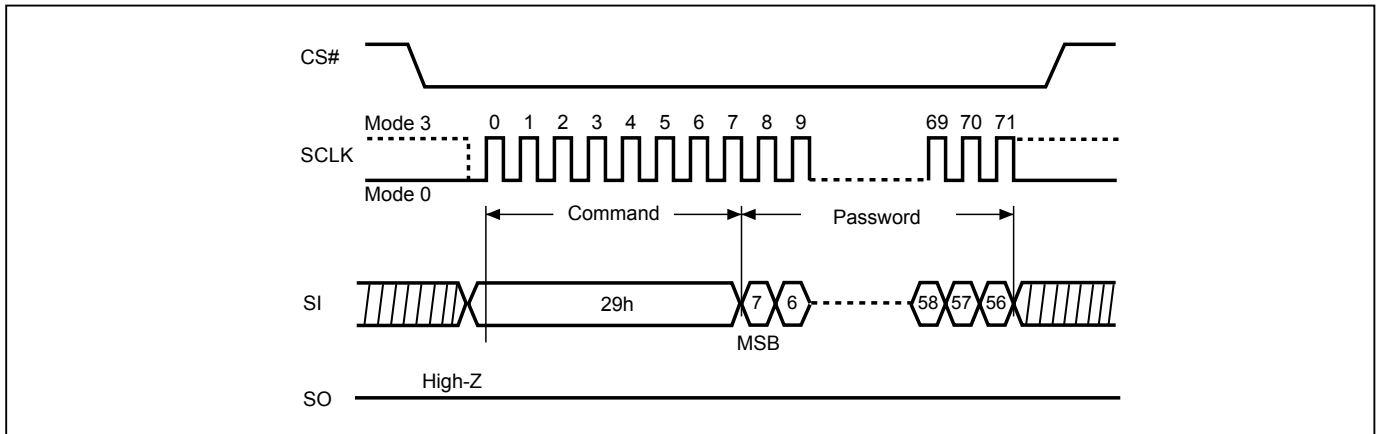 CS#
Mode 3 0 1 2 3 4 5 6 7 8 9 69 70 71
SCLK
Mode 0
Command Password
SI 29h 7 6 58 57 56
MSB
High-Z
SO